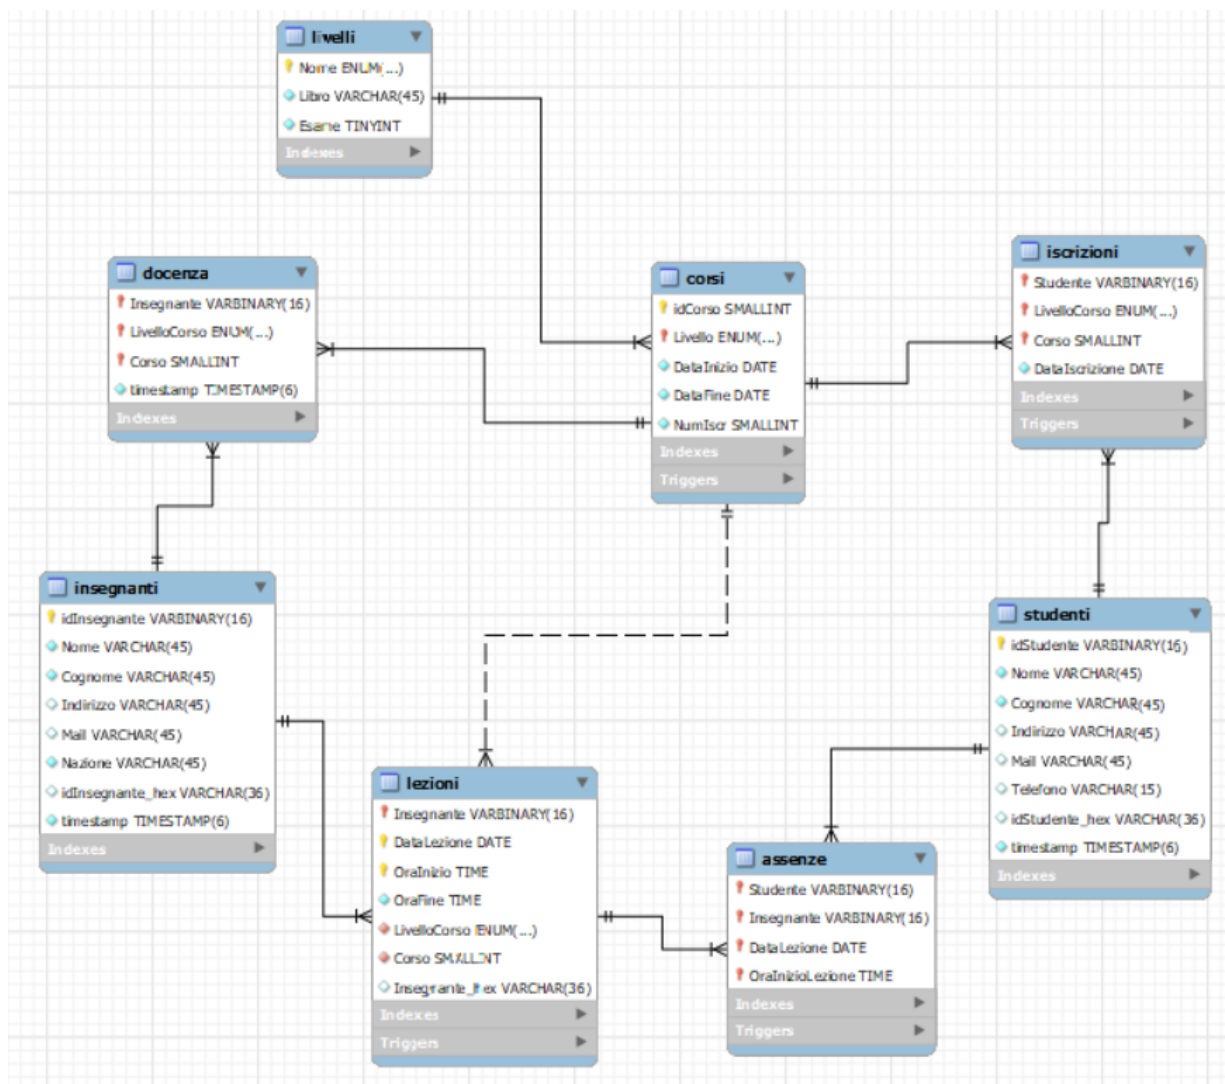 livelli
Nome ENUM(...)
Libro VARCHAR(45)
Esame TINYINT
Indexes
docenza
Insegnante VARBINARY(16)
LivelloCorso ENUM(...)
Corso SMALLINT
timestamp TIMESTAMP(6)
Indexes
corsi
idCorso SMALLINT
Livello ENUM(...)
DataInizio DATE
DataFine DATE
NumIscr SMALLINT
Indexes
Triggers
iscrizioni
Studente VARBINARY(16)
LivelloCorso ENUM(...)
Corso SMALLINT
DataIscrizione DATE
Indexes
Triggers
insegnanti
idInsegnante VARBINARY(16)
Nome VARCHAR(45)
Cognome VARCHAR(45)
Indirizzo VARCHAR(45)
Mail VARCHAR(45)
Nazione VARCHAR(45)
idInsegnante_hex VARCHAR(36)
timestamp TIMESTAMP(6)
Indexes
studenti
idStudente VARBINARY(16)
Nome VARCHAR(45)
Cognome VARCHAR(45)
Indirizzo VARCHAR(45)
Mail VARCHAR(45)
Telefono VARCHAR(15)
idStudente_hex VARCHAR(36)
timestamp TIMESTAMP(6)
Indexes
lezioni
Insegnante VARBINARY(16)
DataLezione DATE
OraInizio TIME
OraFine TIME
LivelloCorso ENUM(...)
Corso SMALLINT
Insegnante_hex VARCHAR(36)
Indexes
Triggers
assenze
Studente VARBINARY(16)
Insegnante VARBINARY(16)
DataLezione DATE
OraInizioLezione TIME
Indexes
Triggers